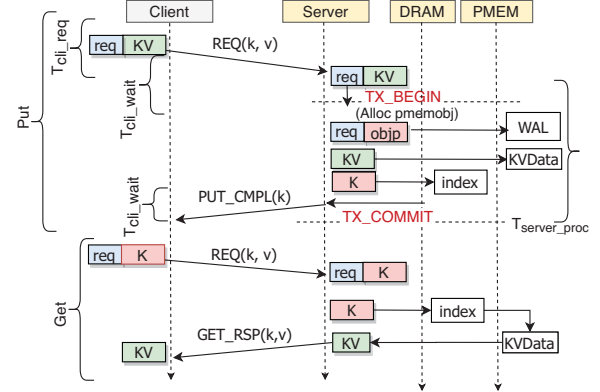 Client Server DRAM PMEM
Put
T_cli_req
req KV
REQ(k, v)
req KV
T_cli_wait
TX_BEGIN
(Alloc pmemobj)
req objp WAL
KV KVData
K index
T_cli_wait
PUT_CMPL(k)
TX_COMMIT
T_server_proc
Get
req K
REQ(k, v)
req K
K index
GET_RSP(k,v)
KV KV KVData